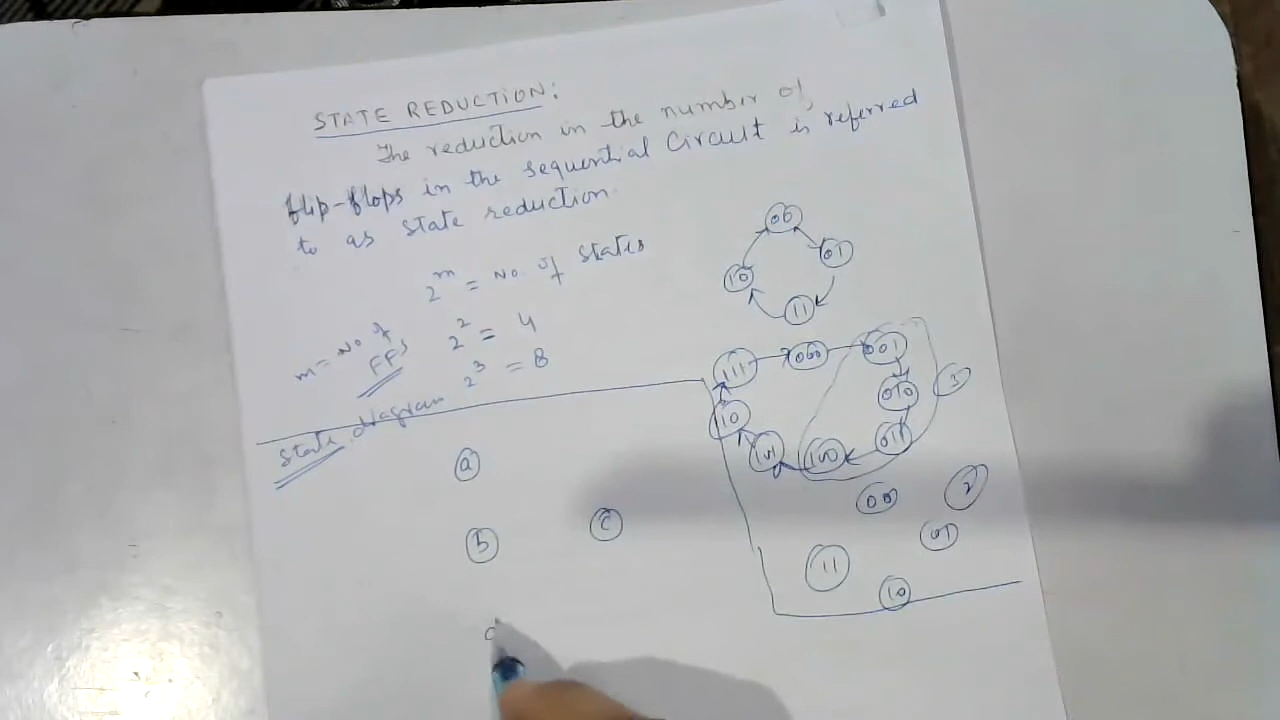 STATE REDUCTION:
The reduction in the number of
flip-flops in the sequential circuit is referred
to as state reduction.
2^m = No. of states
m = No of FFs
2^2 = 4
2^3 = 8
State diagram
00
01
11
10
111
000
001
010
011
100
101
10
3
00
2
01
11
10
a
b
c
d